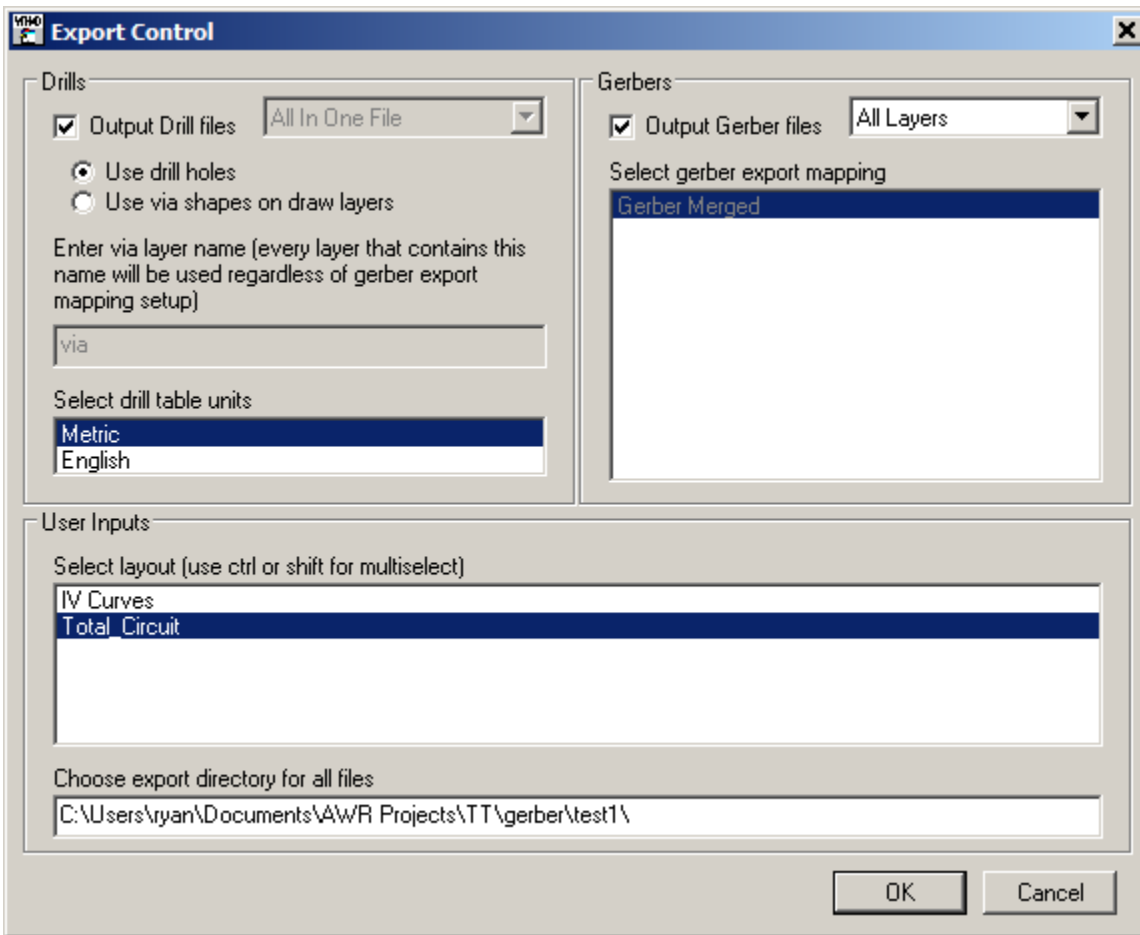 Export Control
Drills
Output Drill files
All In One File
Use drill holes
Use via shapes on draw layers
Enter via layer name (every layer that contains this
name will be used regardless of gerber export
mapping setup)
via
Select drill table units
Metric
English
Gerbers
Output Gerber files
All Layers
Select gerber export mapping
Gerber Merged
User Inputs
Select layout (use ctrl or shift for multiselect)
IV Curves
Total_Circuit
Choose export directory for all files
C:\Users\ryan\Documents\AWR Projects\TT\gerber\test1\
OK
Cancel